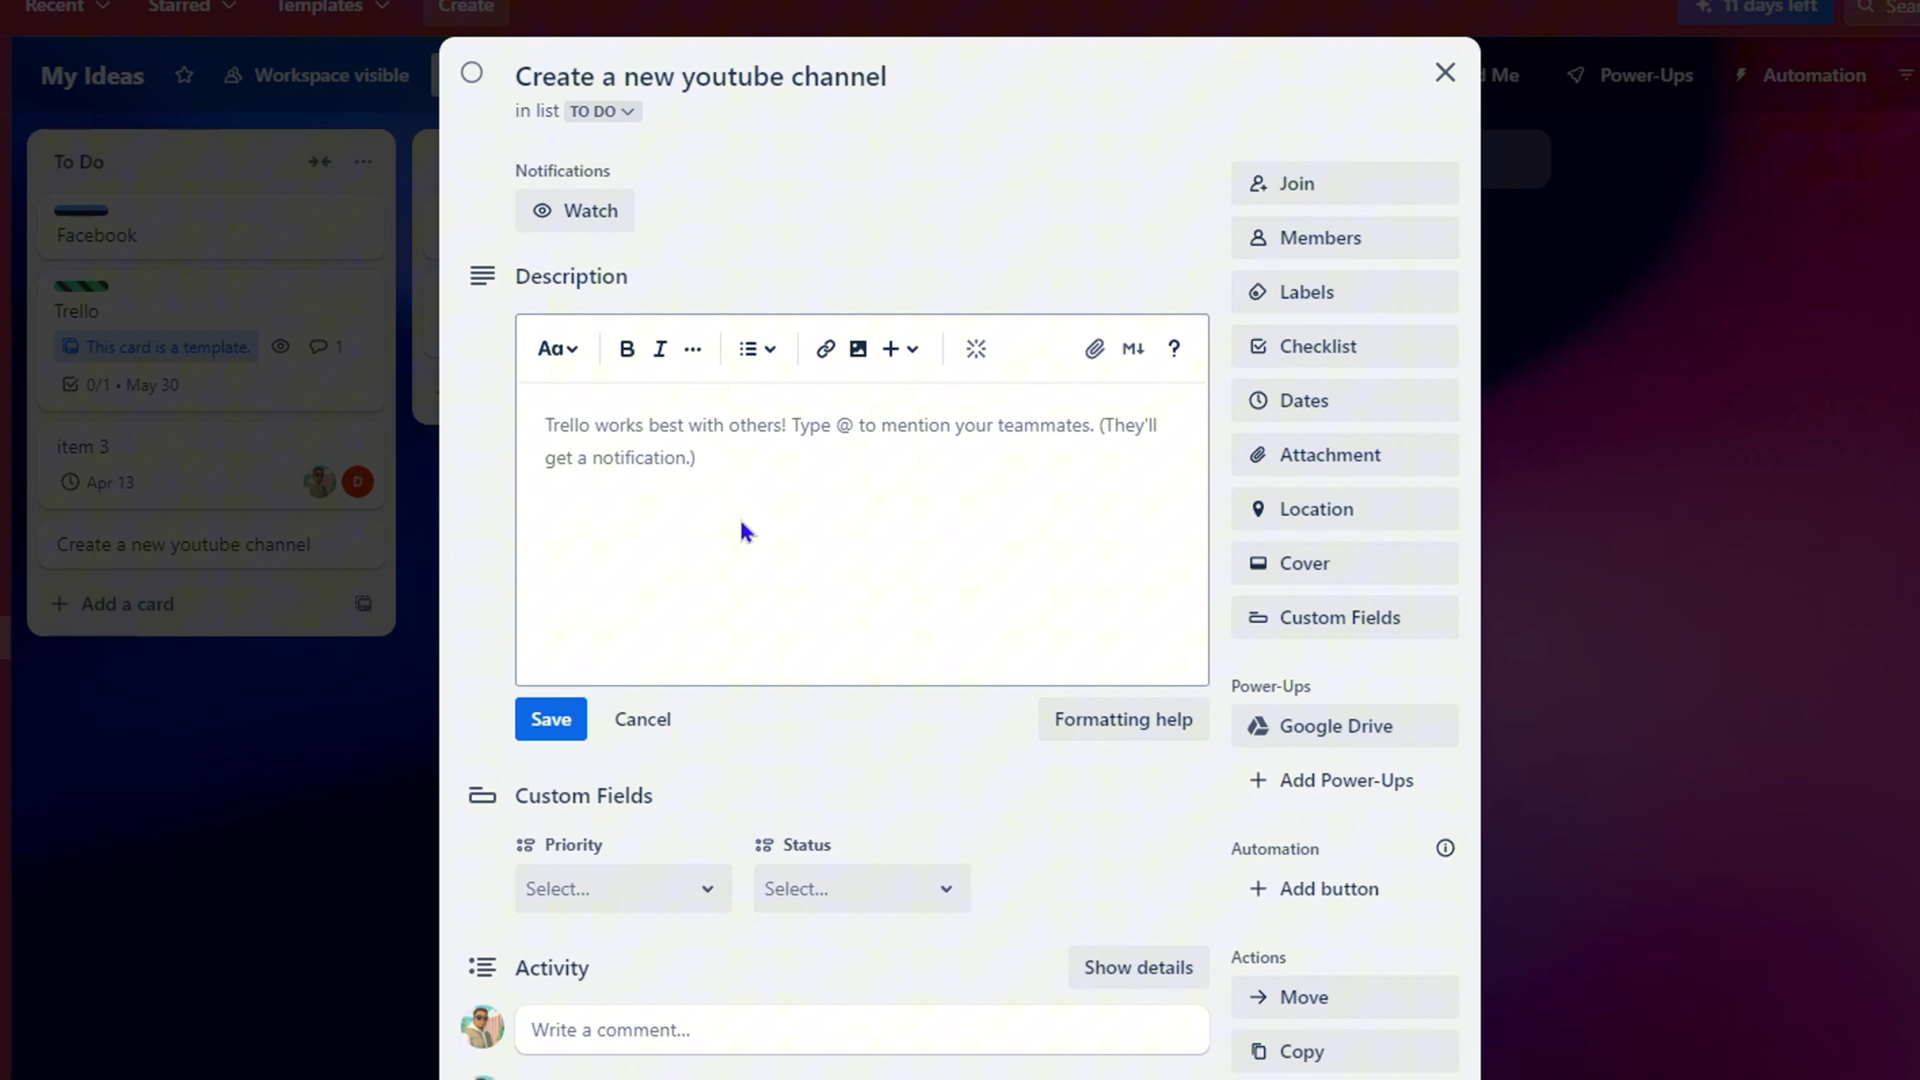 Recent
Starred
Templates
Create
11 days left
My Ideas
Workspace visible
Power-Ups
Automation
To Do
Facebook
Trello
This card is a template.
1
0/1 • May 30
item 3
Apr 13
D
Create a new youtube channel
Add a card
Create a new youtube channel
in list TO DO
Notifications
Watch
Description
Aa
B I
M↓ ?
Trello works best with others! Type @ to mention your teammates. (They'll
get a notification.)
Save Cancel Formatting help
Custom Fields
Priority Status
Select... Select...
Activity Show details
Write a comment...
Join
Members
Labels
Checklist
Dates
Attachment
Location
Cover
Custom Fields
Power-Ups
Google Drive
Add Power-Ups
Automation
Add button
Actions
Move
Copy